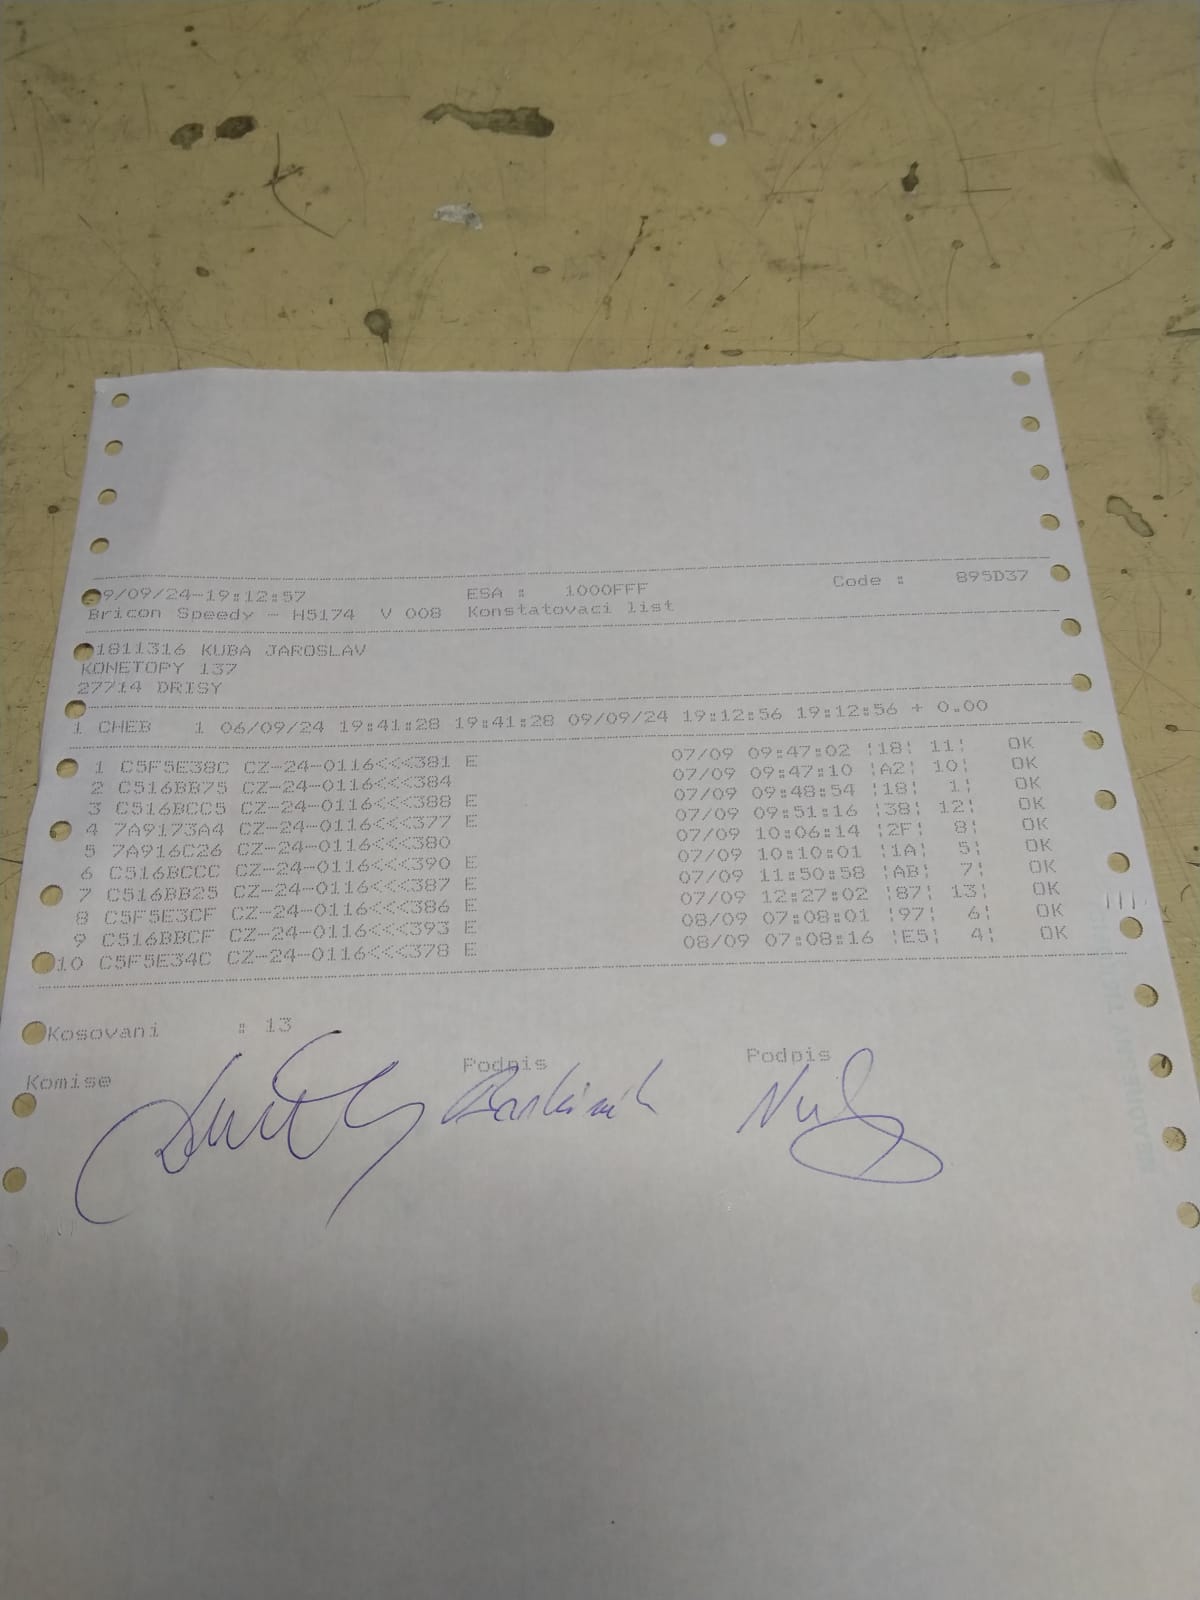 9/09/24-19:12:57 ESA : 1000FFF Code : 895D37
Bricon Speedy - H5174 V 008 Konstatovaci list
1811316 KUBA JAROSLAV
KONETOPY 137
27714 DRISY
1 CHEB 1 06/09/24 19:41:28 19:41:28 09/09/24 19:12:56 19:12:56 + 0.00
1 C5F5E38C CZ-24-0116<<<381 E 07/09 09:47:02 ¦18¦ 11¦ OK
2 C516BB75 CZ-24-0116<<<384 07/09 09:47:10 ¦A2¦ 10¦ OK
3 C516BCC5 CZ-24-0116<<<388 E 07/09 09:48:54 ¦18¦ 1¦ OK
4 7A9173A4 CZ-24-0116<<<377 E 07/09 09:51:16 ¦38¦ 12¦ OK
5 7A916C26 CZ-24-0116<<<380 07/09 10:06:14 ¦2F¦ 8¦ OK
6 C516BCCC CZ-24-0116<<<390 E 07/09 10:10:01 ¦1A¦ 5¦ OK
7 C516BB25 CZ-24-0116<<<387 E 07/09 11:50:58 ¦AB¦ 7¦ OK
8 C5F5E3CF CZ-24-0116<<<386 E 07/09 12:27:02 ¦87¦ 13¦ OK
9 C516BBCF CZ-24-0116<<<393 E 08/09 07:08:01 ¦97¦ 6¦ OK
10 C5F5E34C CZ-24-0116<<<378 E 08/09 07:08:16 ¦E5¦ 4¦ OK
Kosovani : 13
Komise Podpis Podpis